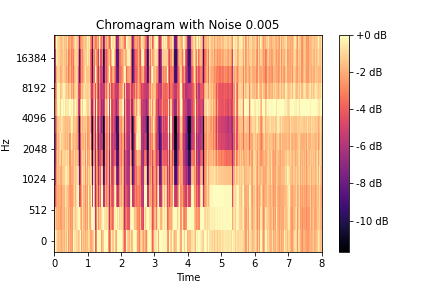 Chromagram with Noise 0.005
Hz
16384
8192
4096
2048
1024
512
0
0 1 2 3 4 5 6 7 8
Time
+0 dB
-2 dB
-4 dB
-6 dB
-8 dB
-10 dB